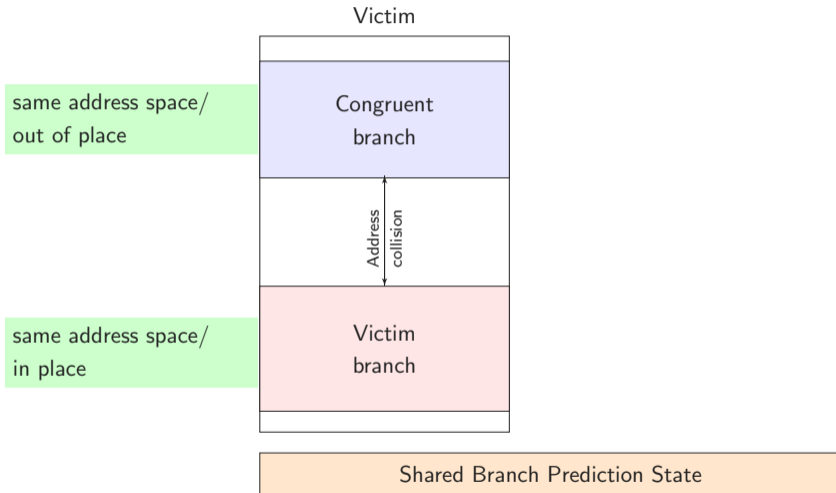 Victim
same address space/
out of place
Congruent
branch
Address
collision
same address space/
in place
Victim
branch
Shared Branch Prediction State